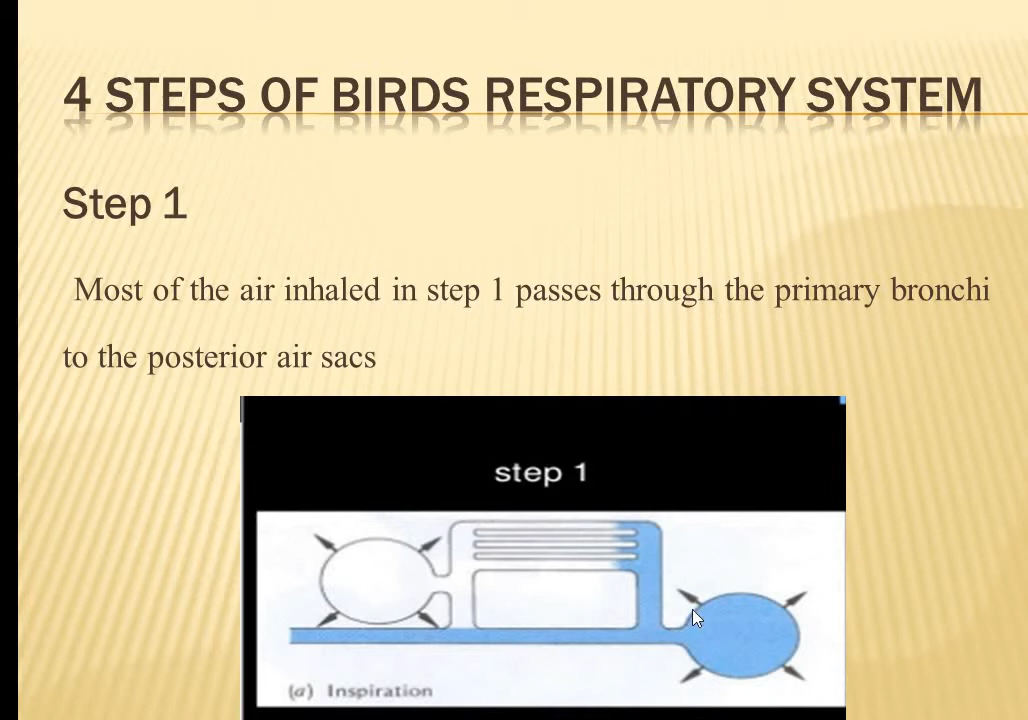 4 STEPS OF BIRDS RESPIRATORY SYSTEM
Step 1
Most of the air inhaled in step 1 passes through the primary bronchi
to the posterior air sacs
step 1
(a) Inspiration